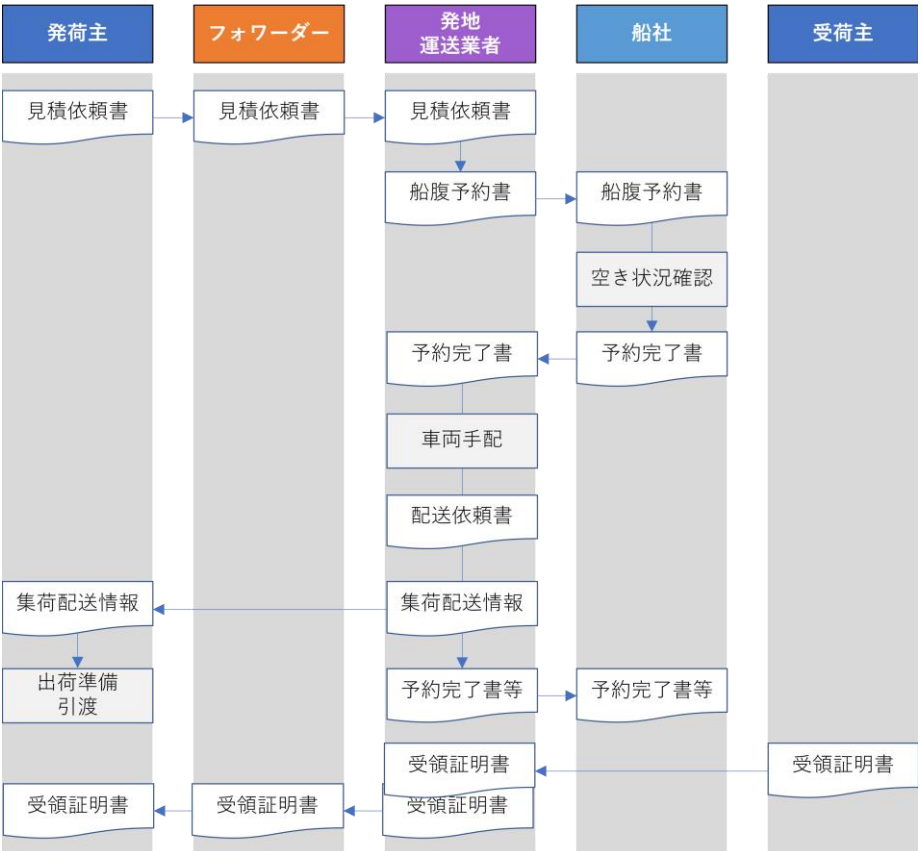 発荷主
フォワーダー
発地
運送業者
船社
受荷主
見積依頼書
見積依頼書
見積依頼書
船腹予約書
船腹予約書
空き状況確認
予約完了書
予約完了書
車両手配
配送依頼書
集荷配送情報
集荷配送情報
出荷準備
引渡
予約完了書等
予約完了書等
受領証明書
受領証明書
受領証明書
受領証明書
受領証明書